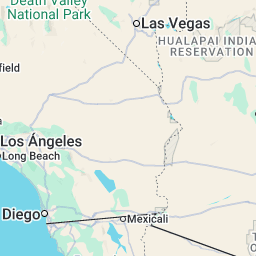 Death Valley
National Park
Las Vegas
HUALAPAI INDIA
RESERVATION
field
Los Ángeles
Long Beach
Diego
Mexicali